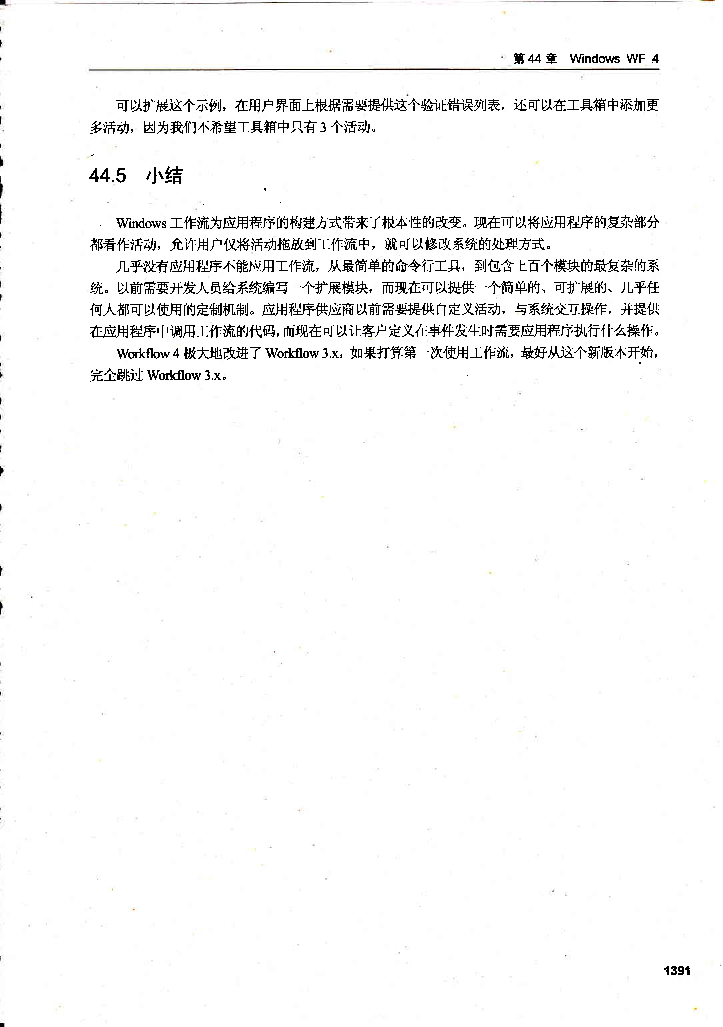 第 44 章 Windows WF 4
可以扩展这个示例，在用户界面上根据需要提供这个验证错误列表，还可以在工具箱中添加更
多活动，因为我们不希望工具箱中只有 3 个活动。
44.5 小结
Windows 工作流为应用程序的构建方式带来了根本性的改变。现在可以将应用程序的复杂部分
都看作活动，允许用户仅将活动拖放到工作流中，就可以修改系统的处理方式。
几乎没有应用程序不能应用工作流，从最简单的命令行工具，到包含上百个模块的最复杂的系
统。以前需要开发人员给系统编写一个扩展模块，而现在可以提供一个简单的、可扩展的、几乎任
何人都可以使用的定制机制。应用程序供应商以前需要提供自定义活动，与系统交互操作，并提供
在应用程序中调用工作流的代码，而现在可以让客户定义在事件发生时需要应用程序执行什么操作。
Workflow 4 极大地改进了 Workflow 3.x。如果打算第一次使用工作流，最好从这个新版本开始，
完全跳过 Workflow 3.x。
1391